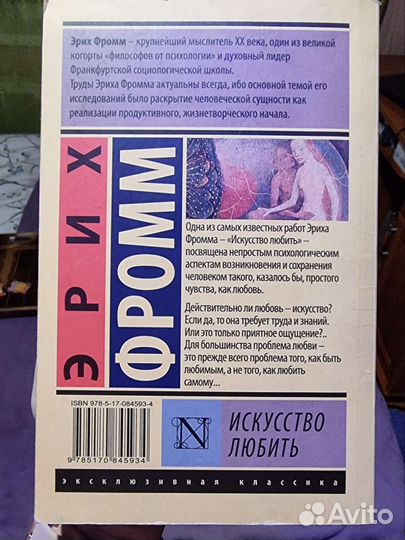 Эрих Фромм – крупнейший мыслитель XX века, один из великой
когорты «философов от психологии» и духовный лидер
Франкфуртской социологической школы.
Труды Эриха Фромма актуальны всегда, ибо основной темой его
исследований было раскрытие человеческой сущности как
реализации продуктивного, жизнетворческого начала.
ЭРИХ
ФРОММ
Одна из самых известных работ Эриха
Фромма – «Искусство любить» –
посвящена непростым психологическим
аспектам возникновения и сохранения
человеком такого, казалось бы, простого
чувства, как любовь.
Действительно ли любовь – искусство?
Если да, то она требует труда и знаний.
Или это только приятное ощущение?..
Для большинства проблема любви –
это прежде всего проблема того, как быть
любимым, а не того, как любить
самому...
ISBN 978-5-17-084593-4
9 785170 845934
N
ИСКУССТВО
ЛЮБИТЬ
эксклюзивная классика
Avito